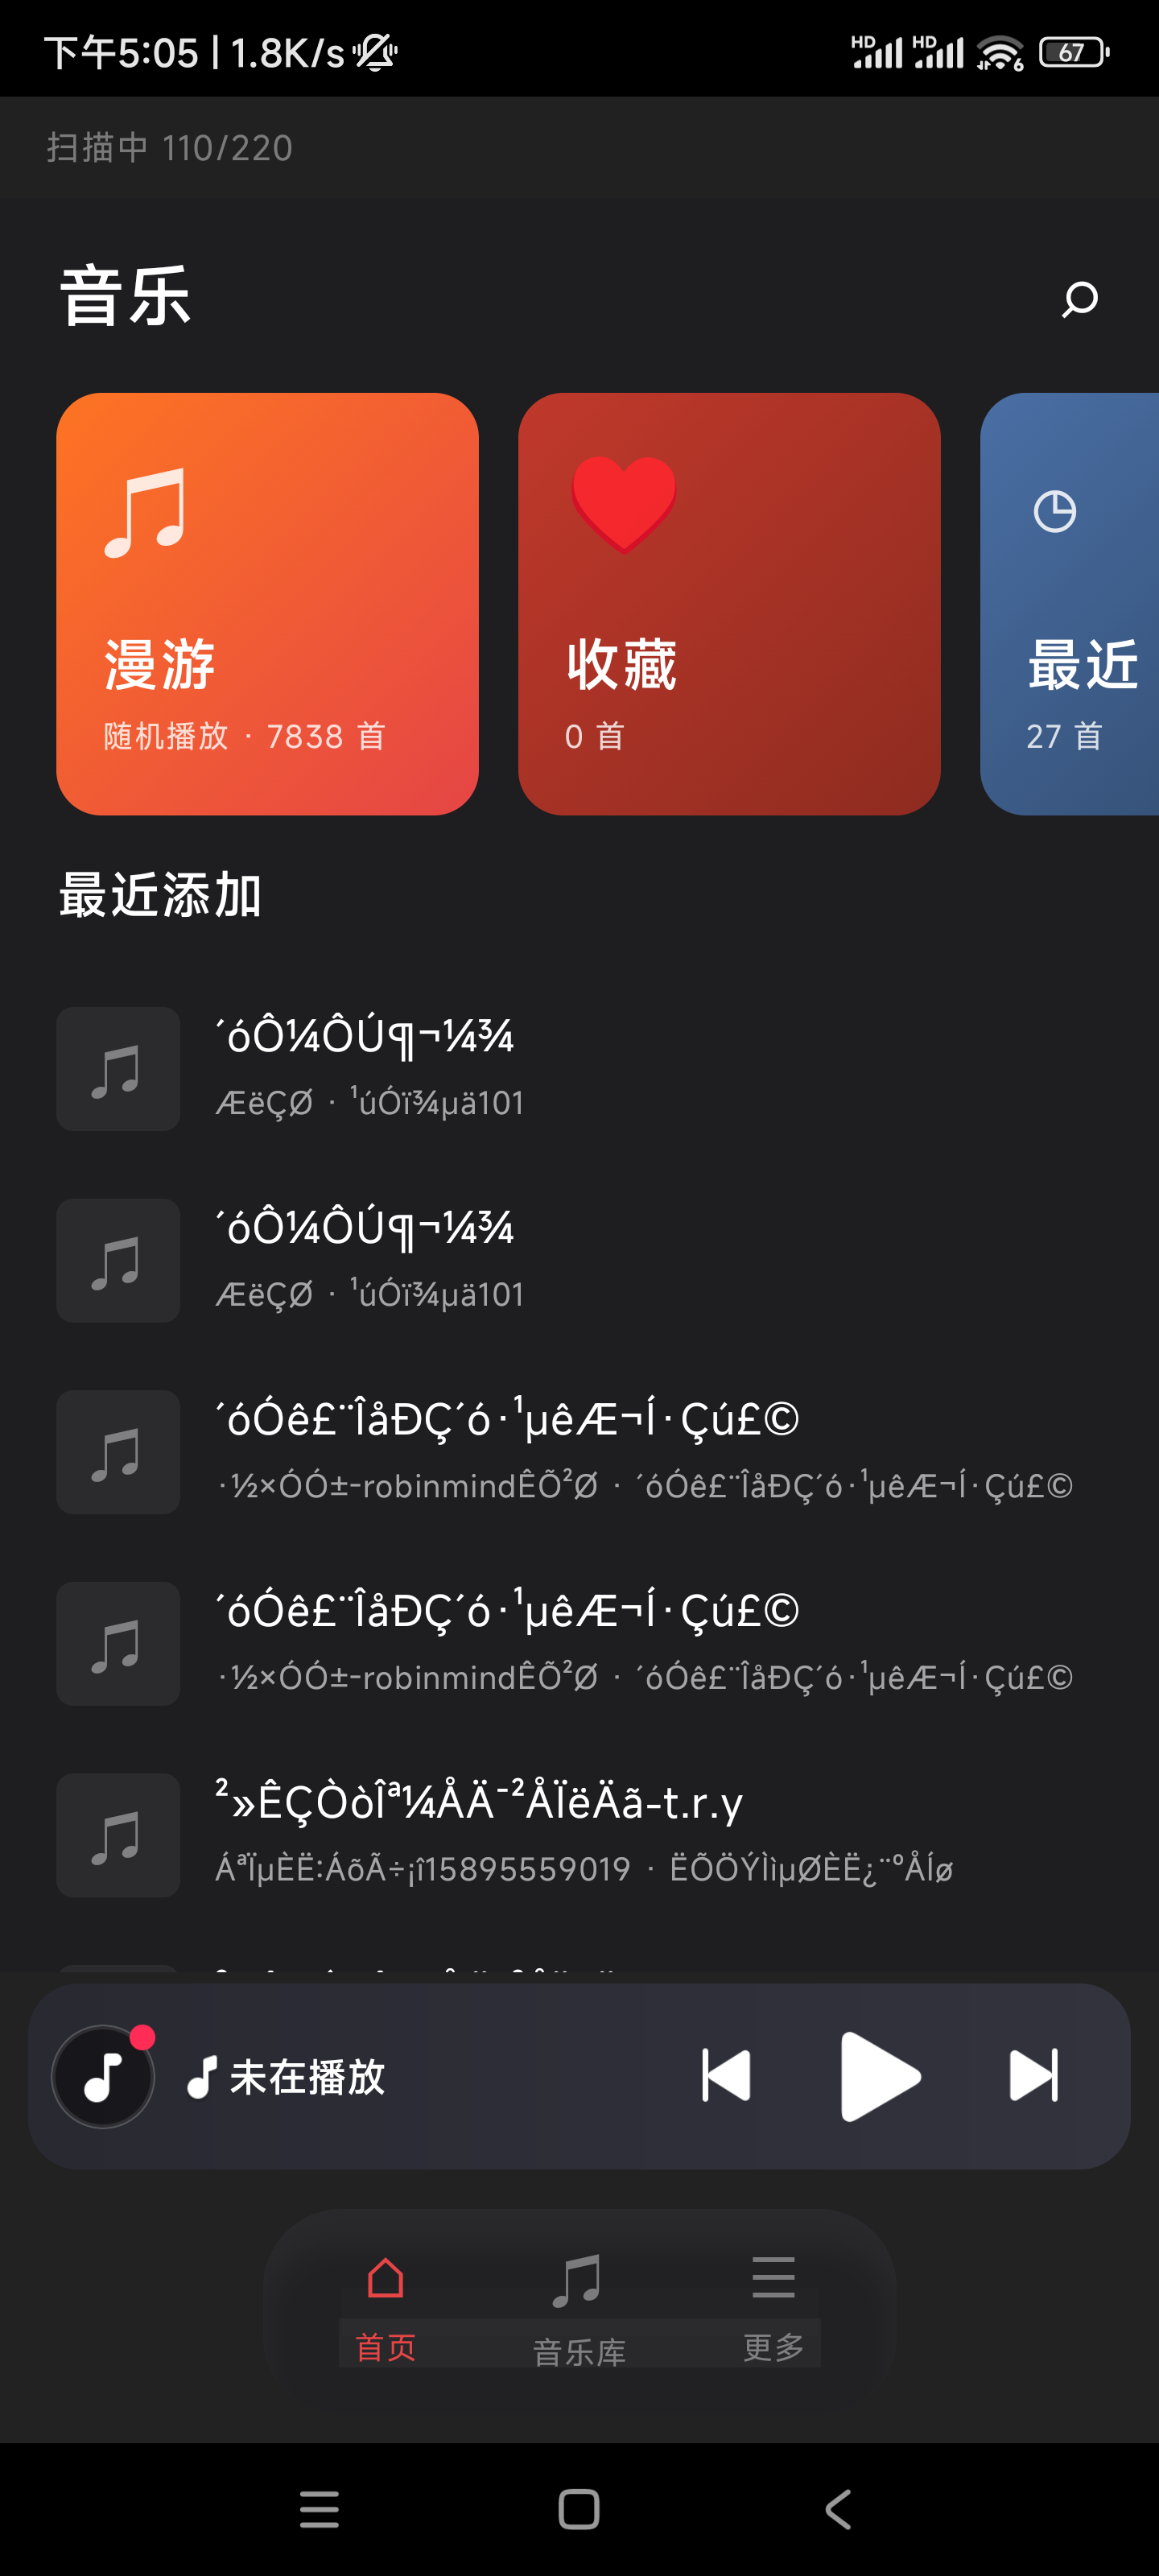 下午5:05 | 1.8K/s
HD HD 6 67
扫描中 110/220
音乐
漫游
随机播放 · 7838 首
收藏
0 首
最近
27 首
最近添加
´óÔ¼ÔÚ¶¬¼¾
ÆëÇØ · ¹úÓï¾µä101
´óÔ¼ÔÚ¶¬¼¾
ÆëÇØ · ¹úÓï¾µä101
´óÓê£¨ÎåÐÇ´ó·¹µêÆ¬Í·Çú£©
·½×ÓÓ±-robinmindÊÕ²Ø · ´óÓê£¨ÎåÐÇ´ó·¹µêÆ¬Í·Çú£©
´óÓê£¨ÎåÐÇ´ó·¹µêÆ¬Í·Çú£©
·½×ÓÓ±-robinmindÊÕ²Ø · ´óÓê£¨ÎåÐÇ´ó·¹µêÆ¬Í·Çú£©
²»ÊÇÒòÎª¼ÅÄ¯²ÅÏëÄã-t.r.y
ÁªÏµÈË:ÁõÃ÷¡î15895559019 · ËÕÖÝÌìµØÈË¿¨ºÅÍø
未在播放
首页
音乐库
更多